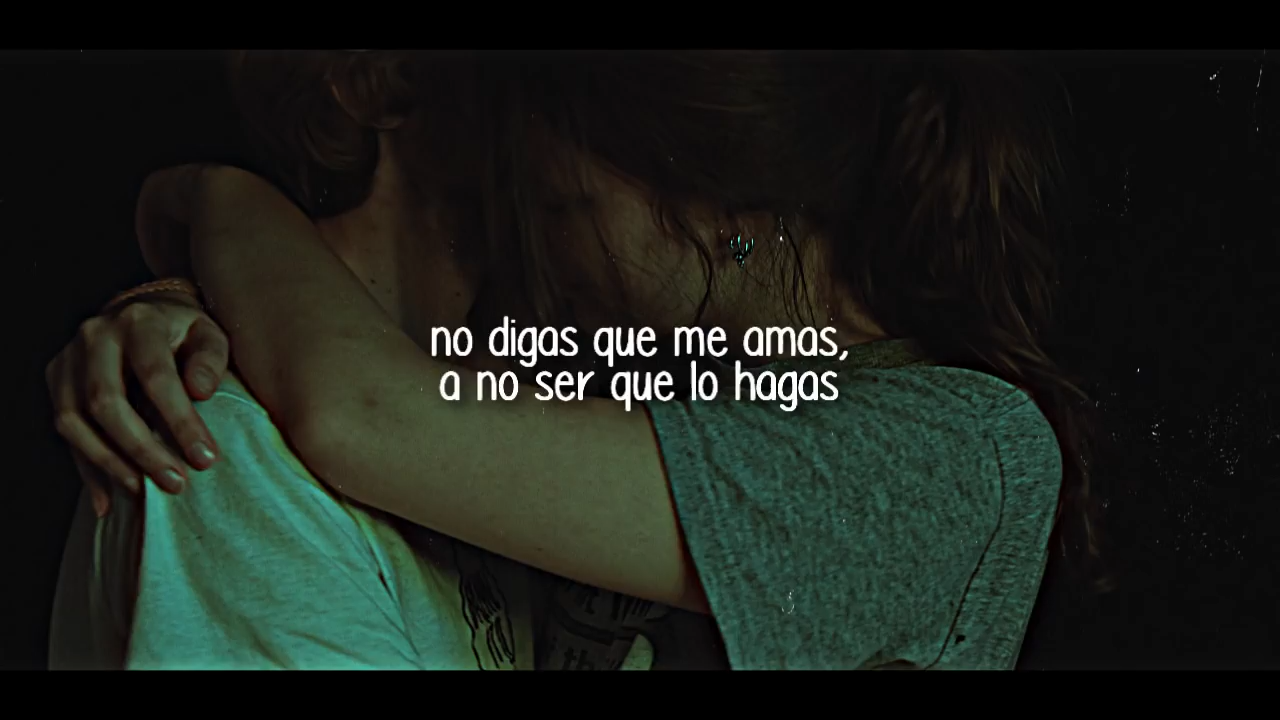 no digas que me amas,
a no ser que lo hagas